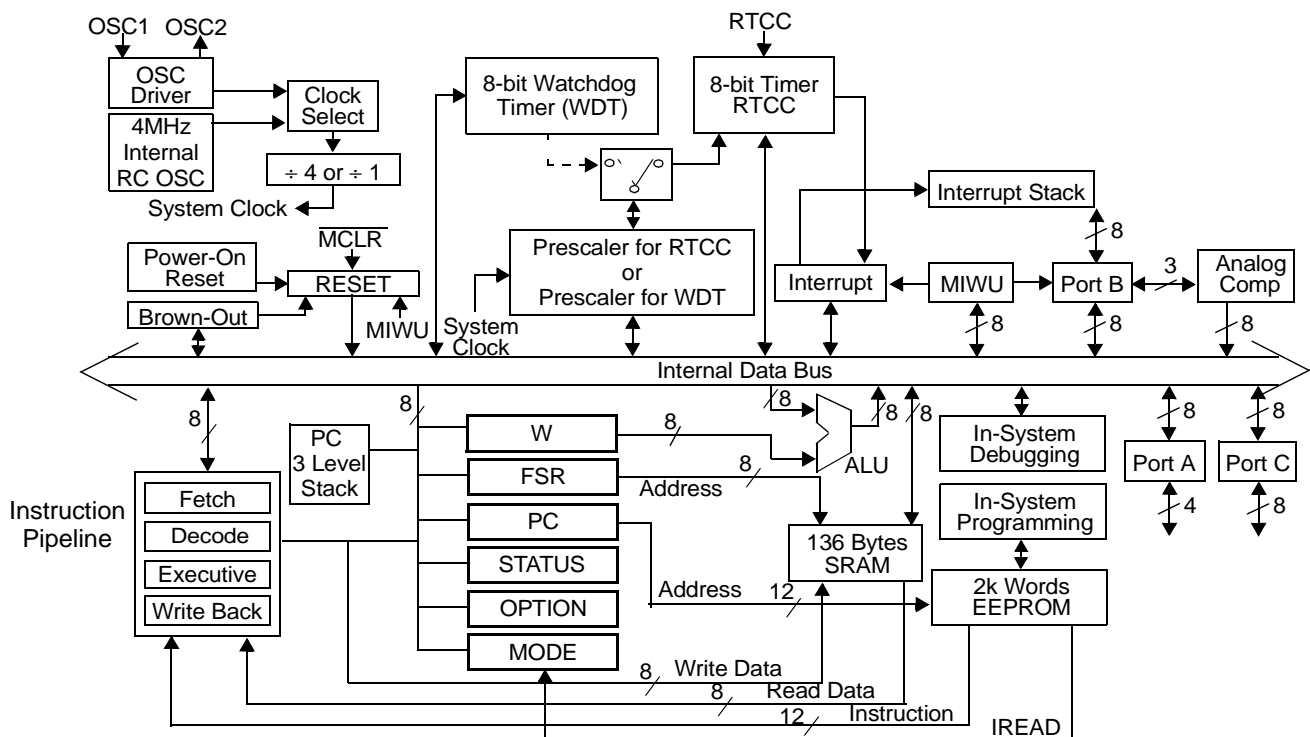 OSC1 OSC2
RTCC
OSC
Driver
Clock
Select
4MHz
Internal
RC OSC
÷ 4 or ÷ 1
System Clock
8-bit Watchdog
Timer (WDT)
8-bit Timer
RTCC
Interrupt Stack
8
MCLR
Power-On
Reset
RESET
Brown-Out
MIWU
System
Clock
Prescaler for RTCC
or
Prescaler for WDT
Interrupt
MIWU
8
Port B
8
3
Analog
Comp
8
Internal Data Bus
8
8
8
8
8
8
8
PC
3 Level
Stack
W
8
ALU
In-System
Debugging
Port A
4
Port C
8
FSR
8
Address
Instruction
Pipeline
Fetch
Decode
Executive
Write Back
PC
STATUS
OPTION
MODE
136 Bytes
SRAM
In-System
Programming
Address
12
2k Words
EEPROM
8
Write Data
8
Read Data
12
Instruction
IREAD